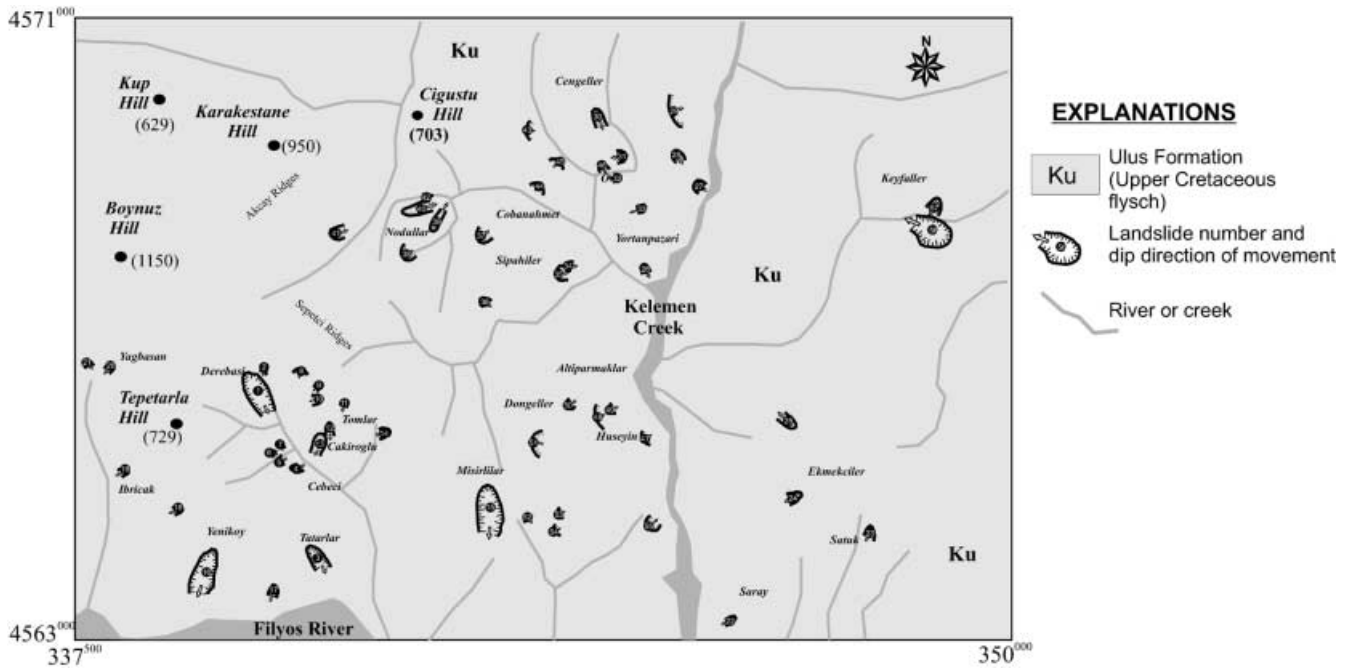 4571000
Ku
N
Kup
Hill
(629)
Karakestane
Hill
(950)
Cigustu
Hill
(703)
Cengeller
EXPLANATIONS
Ku
Ulus Formation
(Upper Cretaceous
flysch)
Landslide number and
dip direction of movement
River or creek
Keyfaller
Akcay Ridges
Boynuz
Hill
(1150)
Nodullar
Cobanahmet
Sipahiler
Yortanpazari
Ku
Kelemen
Creek
Sepetci Ridges
Yagbasan
Derebasi
Altiparmaklar
Tepetarla
Hill
(729)
Tomlar
Cakiroglu
Dongeller
Huseyin
Ibricak
Cebeci
Misirlilar
Ekmekciler
Yenikoy
Tatarlar
Satuk
Ku
Saray
Filyos River
4563000
337500
350000